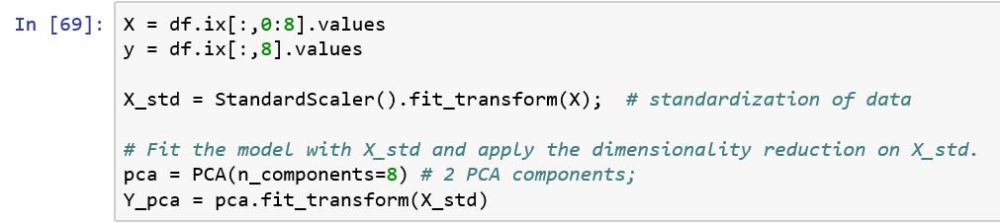 In [69]: X = df.ix[:,0:8].values
y = df.ix[:,8].values
X_std = StandardScaler().fit_transform(X);  # standardization of data
# Fit the model with X_std and apply the dimensionality reduction on X_std.
pca = PCA(n_components=8) # 2 PCA components;
Y_pca = pca.fit_transform(X_std)